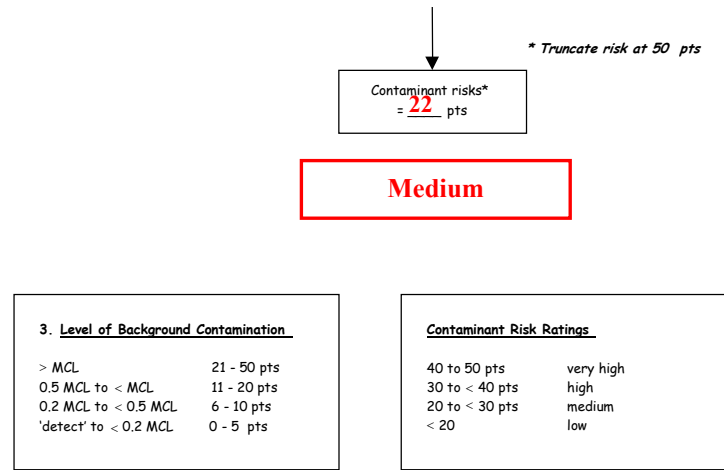 * Truncate risk at 50 pts
Contaminant risks*
= 22 pts
Medium
3. Level of Background Contamination
> MCL 21 - 50 pts
0.5 MCL to < MCL 11 - 20 pts
0.2 MCL to < 0.5 MCL 6 - 10 pts
'detect' to < 0.2 MCL 0 - 5 pts
Contaminant Risk Ratings
40 to 50 pts very high
30 to < 40 pts high
20 to < 30 pts medium
< 20 low